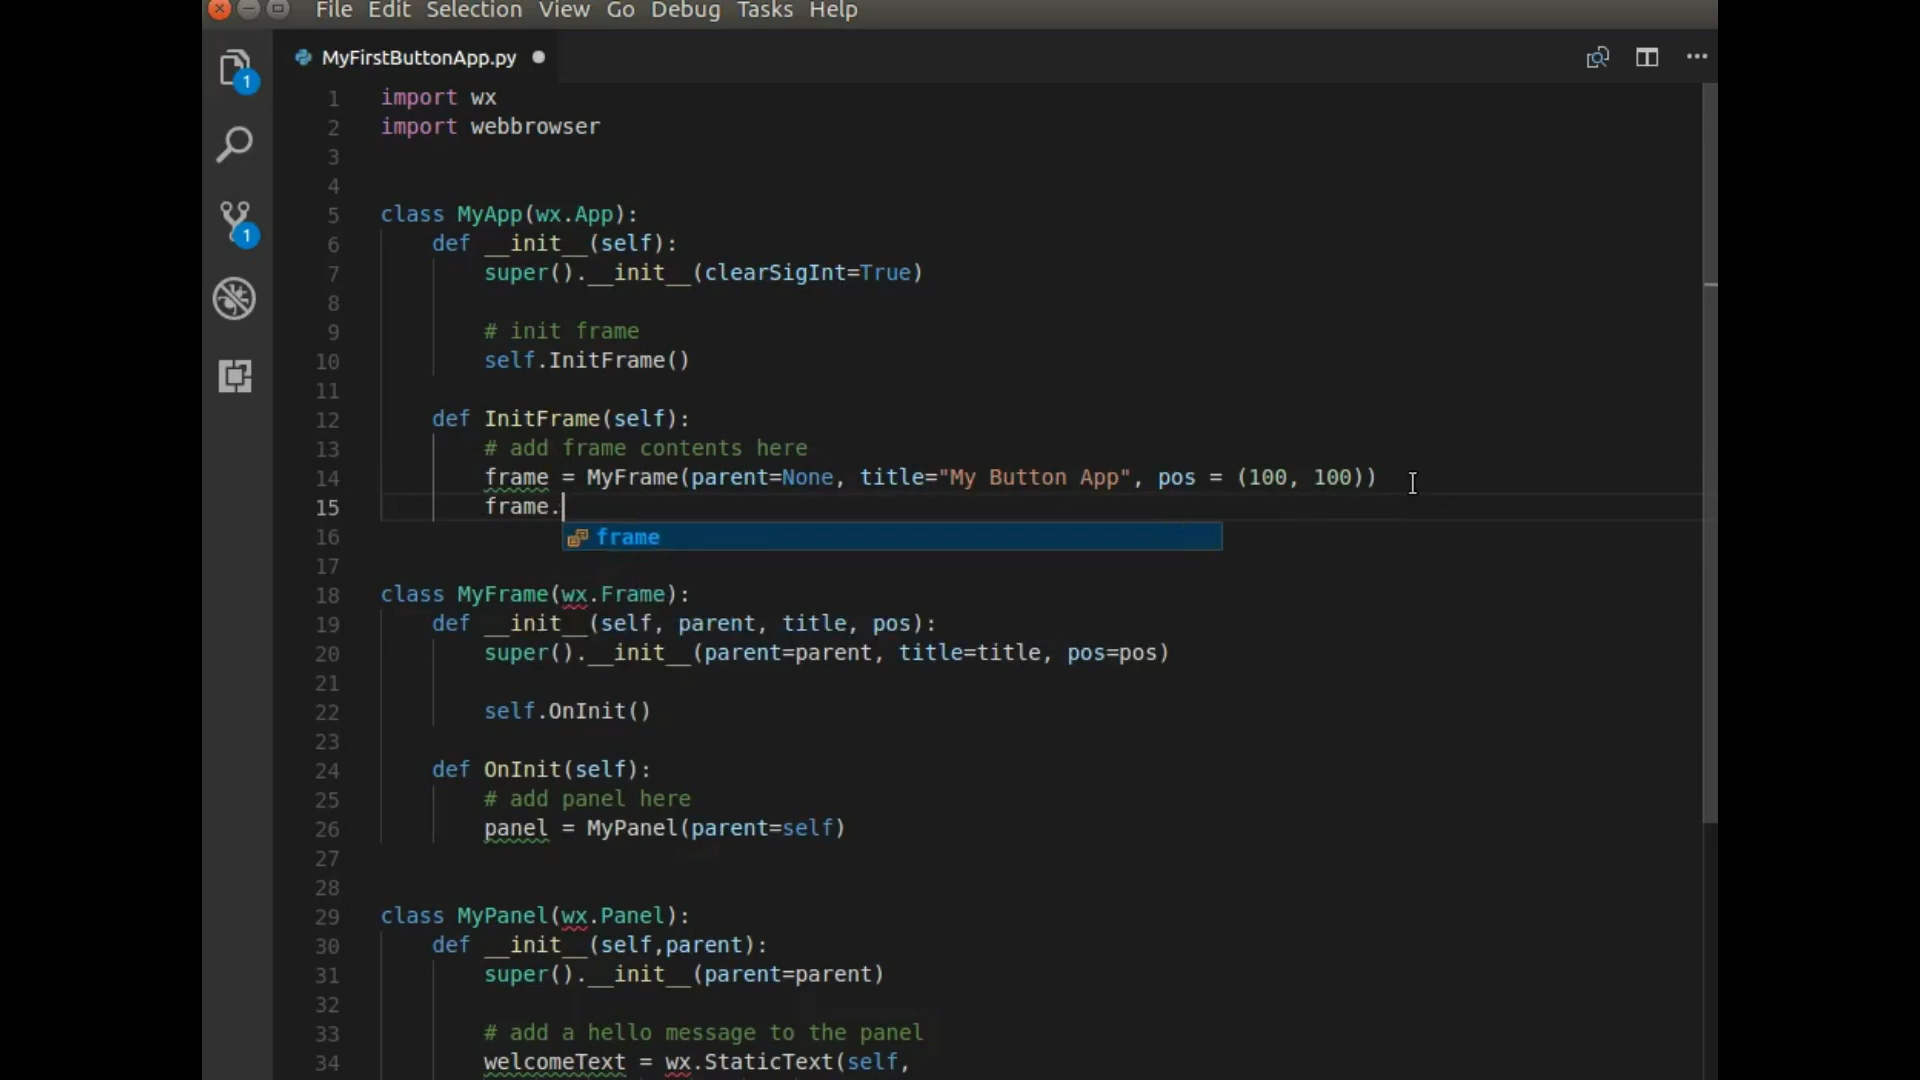 File Edit Selection View Go Debug Tasks Help
MyFirstButtonApp.py
1
1
1 import wx
2 import webbrowser
3
4
5 class MyApp(wx.App):
6 def __init__(self):
7 super().__init__(clearSigInt=True)
8
9 # init frame
10 self.InitFrame()
11
12 def InitFrame(self):
13 # add frame contents here
14 frame = MyFrame(parent=None, title="My Button App", pos = (100, 100))
15 frame.
frame
16
17
18 class MyFrame(wx.Frame):
19 def __init__(self, parent, title, pos):
20 super().__init__(parent=parent, title=title, pos=pos)
21
22 self.OnInit()
23
24 def OnInit(self):
25 # add panel here
26 panel = MyPanel(parent=self)
27
28
29 class MyPanel(wx.Panel):
30 def __init__(self,parent):
31 super().__init__(parent=parent)
32
33 # add a hello message to the panel
34 welcomeText = wx.StaticText(self,